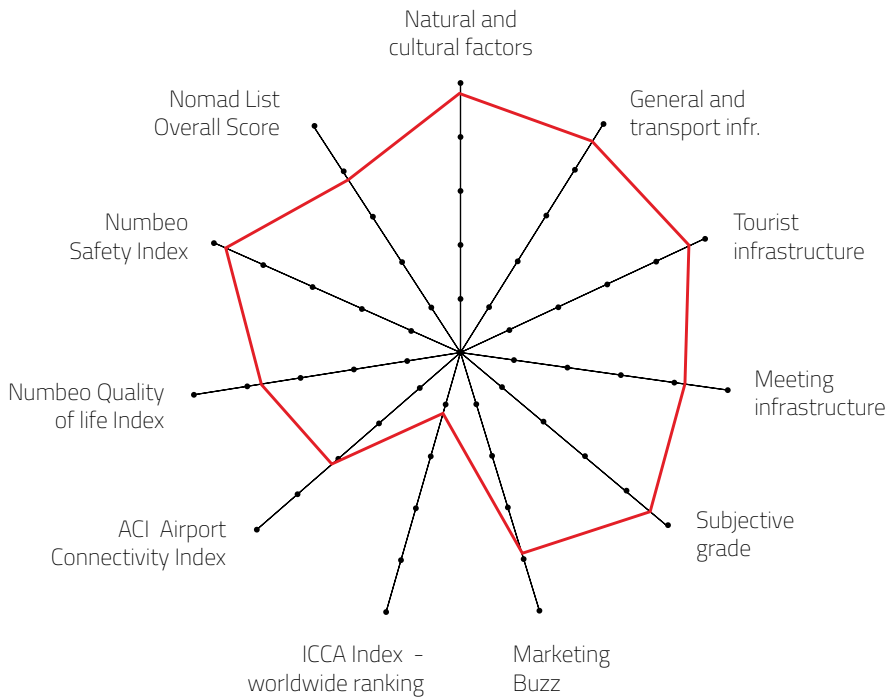 Natural and
cultural factors
General and
transport infr.
Tourist
infrastructure
Meeting
infrastructure
Subjective
grade
Marketing
Buzz
ICCA Index -
worldwide ranking
ACI Airport
Connectivity Index
Numbeo Quality
of life Index
Numbeo
Safety Index
Nomad List
Overall Score